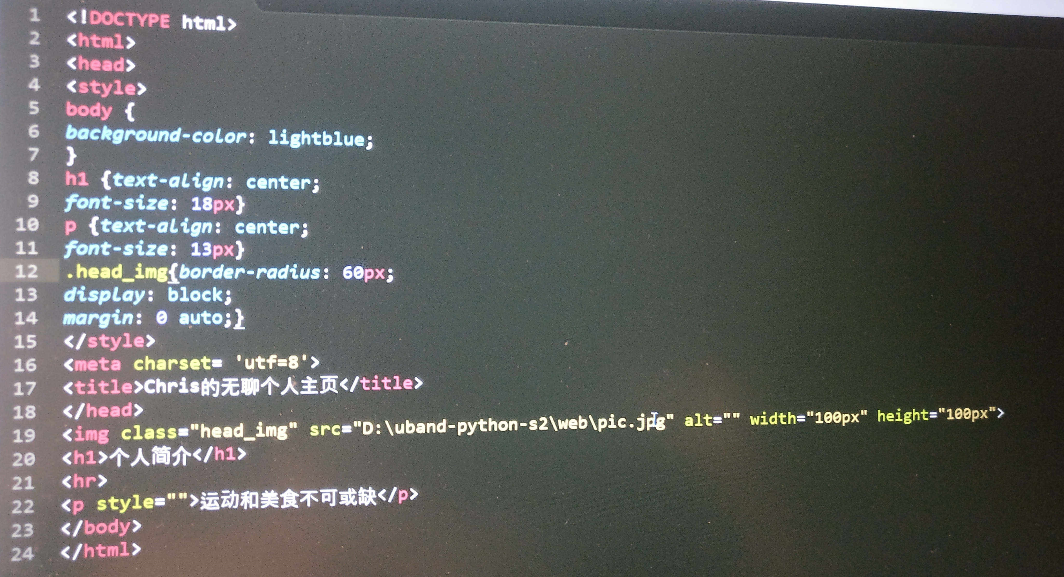 1 <!DOCTYPE html>
2 <html>
3 <head>
4 <style>
5 body {
6 background-color: lightblue;
7 }
8 h1 {text-align: center;
9 font-size: 18px}
10 p {text-align: center;
11 font-size: 13px}
12 .head_img{border-radius: 60px;
13 display: block;
14 margin: 0 auto;}
15 </style>
16 <meta charset= 'utf=8'>
17 <title>Chris的无聊个人主页</title>
18 </head>
19 <img class="head_img" src="D:\uband-python-s2\web\pic.jpg" alt="" width="100px" height="100px">
20 <h1>个人简介</h1>
21 <hr>
22 <p style="">运动和美食不可或缺</p>
23 </body>
24 </html>